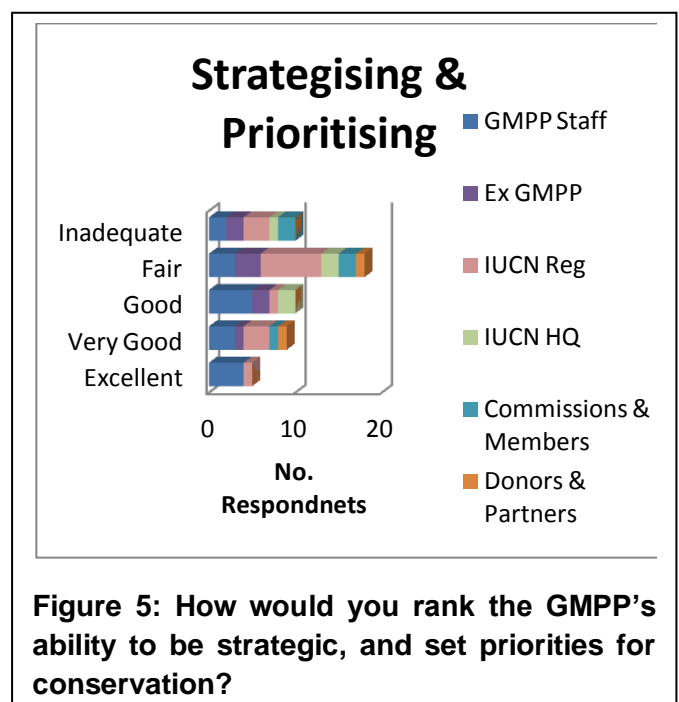 Strategising &
Prioritising
GMPP Staff
Ex GMPP
IUCN Reg
IUCN HQ
Commissions &
Members
Donors &
Partners
Inadequate
Fair
Good
Very Good
Excellent
0 10 20
No.
Respondnets
Figure 5: How would you rank the GMPP's
ability to be strategic, and set priorities for
conservation?